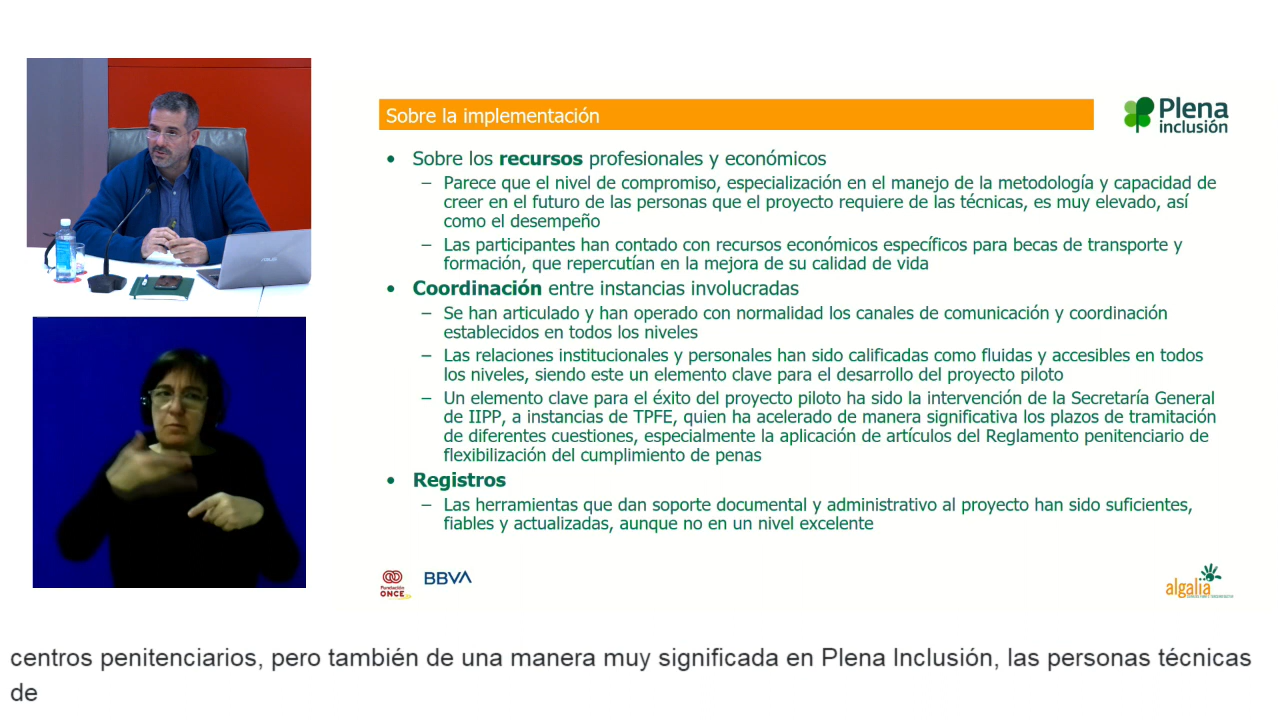 Sobre la implementación
Plena
inclusión
• Sobre los recursos profesionales y económicos
– Parece que el nivel de compromiso, especialización en el manejo de la metodología y capacidad de
creer en el futuro de las personas que el proyecto requiere de las técnicas, es muy elevado, así
como el desempeño
– Las participantes han contado con recursos económicos específicos para becas de transporte y
formación, que repercutían en la mejora de su calidad de vida
• Coordinación entre instancias involucradas
– Se han articulado y han operado con normalidad los canales de comunicación y coordinación
establecidos en todos los niveles
– Las relaciones institucionales y personales han sido calificadas como fluidas y accesibles en todos
los niveles, siendo este un elemento clave para el desarrollo del proyecto piloto
– Un elemento clave para el éxito del proyecto piloto ha sido la intervención de la Secretaría General
de IIPP, a instancias de TPFE, quien ha acelerado de manera significativa los plazos de tramitación
de diferentes cuestiones, especialmente la aplicación de artículos del Reglamento penitenciario de
flexibilización del cumplimiento de penas
• Registros
– Las herramientas que dan soporte documental y administrativo al proyecto han sido suficientes,
fiables y actualizadas, aunque no en un nivel excelente
Fundación
ONCE
BBVA
algalia
centros penitenciarios, pero también de una manera muy significada en Plena Inclusión, las personas técnicas
de